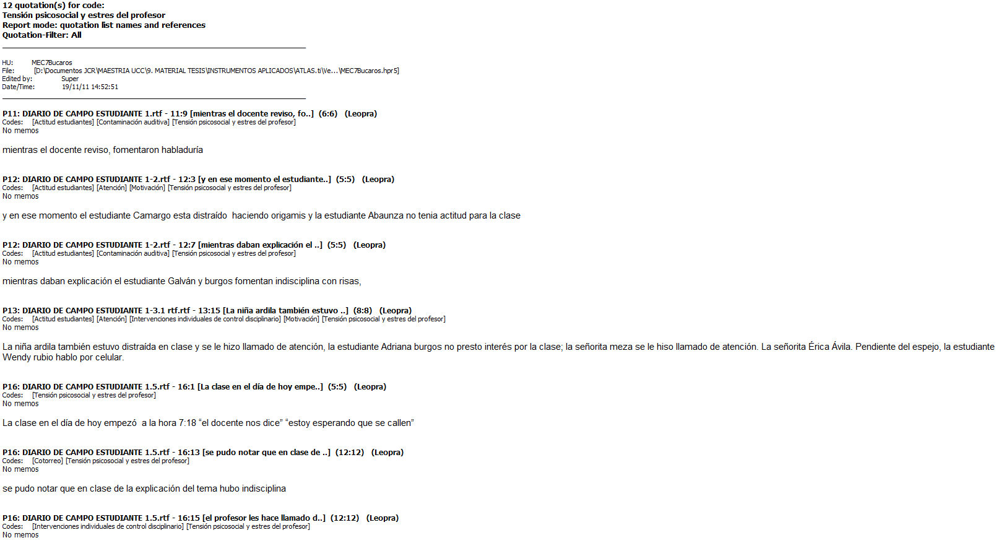 12 quotation(s) for code:
Tensión psicosocial y estres del profesor
Report mode: quotation list names and references
Quotation-Filter: All
HU: MEC7Bucaros
File: [D:\Documentos JCR\MAESTRIA UCC\9. MATERIAL TESIS\INSTRUMENTOS APLICADOS\ATLAS.ti\Ve...\MEC7Bucaros.hpr5]
Edited by: Super
Date/Time: 19/11/11 14:52:51
P11: DIARIO DE CAMPO ESTUDIANTE 1.rtf - 11:9 [mientras el docente reviso, fo..] (6:6) (Leopra)
Codes: [Actitud estudiantes] [Contaminación auditiva] [Tensión psicosocial y estres del profesor]
No memos
mientras el docente reviso, fomentaron habladuría
P12: DIARIO DE CAMPO ESTUDIANTE 1-2.rtf - 12:3 [y en ese momento el estudiante..] (5:5) (Leopra)
Codes: [Actitud estudiantes] [Atención] [Motivación] [Tensión psicosocial y estres del profesor]
No memos
y en ese momento el estudiante Camargo esta distraído haciendo origamis y la estudiante Abaunza no tenia actitud para la clase
P12: DIARIO DE CAMPO ESTUDIANTE 1-2.rtf - 12:7 [mientras daban explicación el ..] (5:5) (Leopra)
Codes: [Actitud estudiantes] [Contaminación auditiva] [Tensión psicosocial y estres del profesor]
No memos
mientras daban explicación el estudiante Galván y burgos fomentan indisciplina con risas,
P13: DIARIO DE CAMPO ESTUDIANTE 1-3.1 rtf.rtf - 13:15 [La niña ardila también estuvo ..] (8:8) (Leopra)
Codes: [Actitud estudiantes] [Atención] [Intervenciones individuales de control disciplinario] [Motivación] [Tensión psicosocial y estres del profesor]
No memos
La niña ardila también estuvo distraída en clase y se le hizo llamado de atención, la estudiante Adriana burgos no presto interés por la clase; la señorita meza se le hiso llamado de atención. La señorita Érica Ávila. Pendiente del espejo, la estudiante
Wendy rubio hablo por celular.
P16: DIARIO DE CAMPO ESTUDIANTE 1.5.rtf - 16:1 [La clase en el día de hoy empe..] (5:5) (Leopra)
Codes: [Tensión psicosocial y estres del profesor]
No memos
La clase en el día de hoy empezó a la hora 7:18 “el docente nos dice” “estoy esperando que se callen”
P16: DIARIO DE CAMPO ESTUDIANTE 1.5.rtf - 16:13 [se pudo notar que en clase de ..] (12:12) (Leopra)
Codes: [Cotorreo] [Tensión psicosocial y estres del profesor]
No memos
se pudo notar que en clase de la explicación del tema hubo indisciplina
P16: DIARIO DE CAMPO ESTUDIANTE 1.5.rtf - 16:15 [el profesor les hace llamado d..] (12:12) (Leopra)
Codes: [Intervenciones individuales de control disciplinario] [Tensión psicosocial y estres del profesor]
No memos